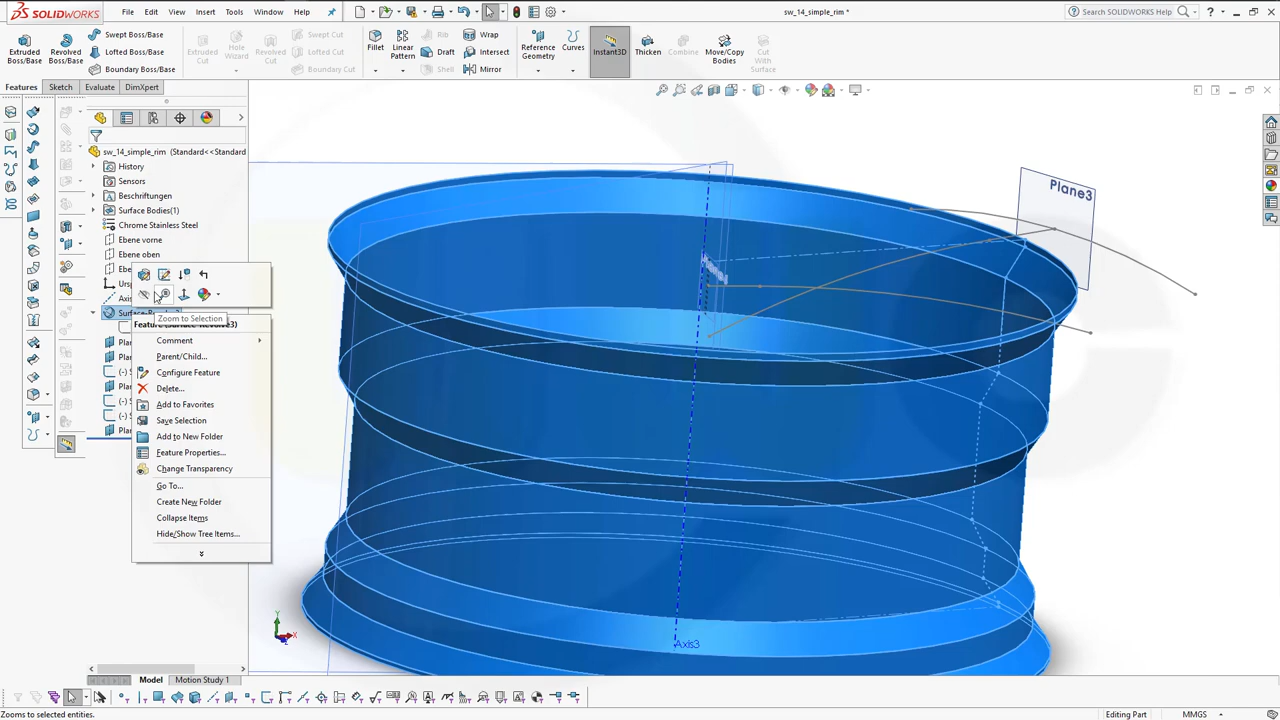 SOLIDWORKS
File
Edit
View
Insert
Tools
Window
Help
sw_14_simple_rim *
Search SOLIDWORKS Help
Extruded Boss/Base
Revolved Boss/Base
Swept Boss/Base
Lofted Boss/Base
Boundary Boss/Base
Extruded Cut
Hole Wizard
Revolved Cut
Swept Cut
Lofted Cut
Boundary Cut
Fillet
Linear Pattern
Rib
Draft
Shell
Wrap
Intersect
Mirror
Reference Geometry
Curves
Instant3D
Thicken
Combine
Move/Copy Bodies
Cut With Surface
Features
Sketch
Evaluate
DimXpert
sw_14_simple_rim (Standard<<Standard
History
Sensors
Beschriftungen
Surface Bodies(1)
Chrome Stainless Steel
Ebene vorne
Ebene oben
Zoom to Selection
Feature (Surface-Revolve3)
Comment
Parent/Child...
Configure Feature
Delete...
Add to Favorites
Save Selection
Add to New Folder
Feature Properties...
Change Transparency
Go To...
Create New Folder
Collapse Items
Hide/Show Tree Items...
Plane3
Axis3
Y
X
Z
Model
Motion Study 1
Zooms to selected entities.
Editing Part
MMGS